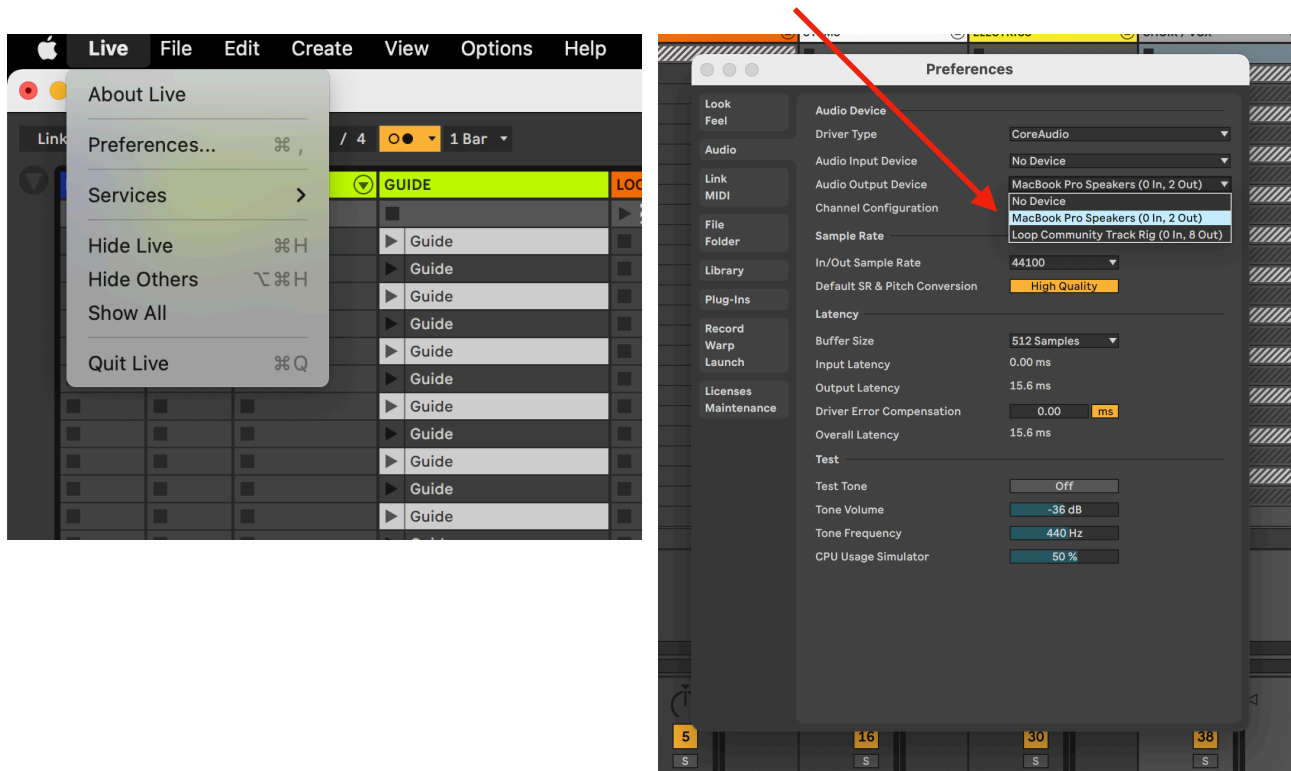 Live File Edit Create View Options Help
About Live
Link / 4 1 Bar
Preferences... ⌘ ,
Services
GUIDE
Hide Live ⌘H
Guide
Hide Others ⌥⌘H
Guide
Show All
Guide
Guide
Quit Live ⌘Q
Guide
Guide
Guide
Guide
Guide
Guide
Guide
Preferences
Look
Feel
Audio
Link
MIDI
File
Folder
Library
Plug-Ins
Record
Warp
Launch
Licenses
Maintenance
Audio Device
Driver Type CoreAudio
Audio Input Device No Device
Audio Output Device MacBook Pro Speakers (0 In, 2 Out)
No Device
MacBook Pro Speakers (0 In, 2 Out)
Channel Configuration
Loop Community Track Rig (0 In, 8 Out)
Sample Rate
In/Out Sample Rate 44100
Default SR & Pitch Conversion High Quality
Latency
Buffer Size 512 Samples
Input Latency 0.00 ms
Output Latency 15.6 ms
Driver Error Compensation 0.00 ms
Overall Latency 15.6 ms
Test
Test Tone Off
Tone Volume -36 dB
Tone Frequency 440 Hz
CPU Usage Simulator 50 %
5 16 30 38
S S S S